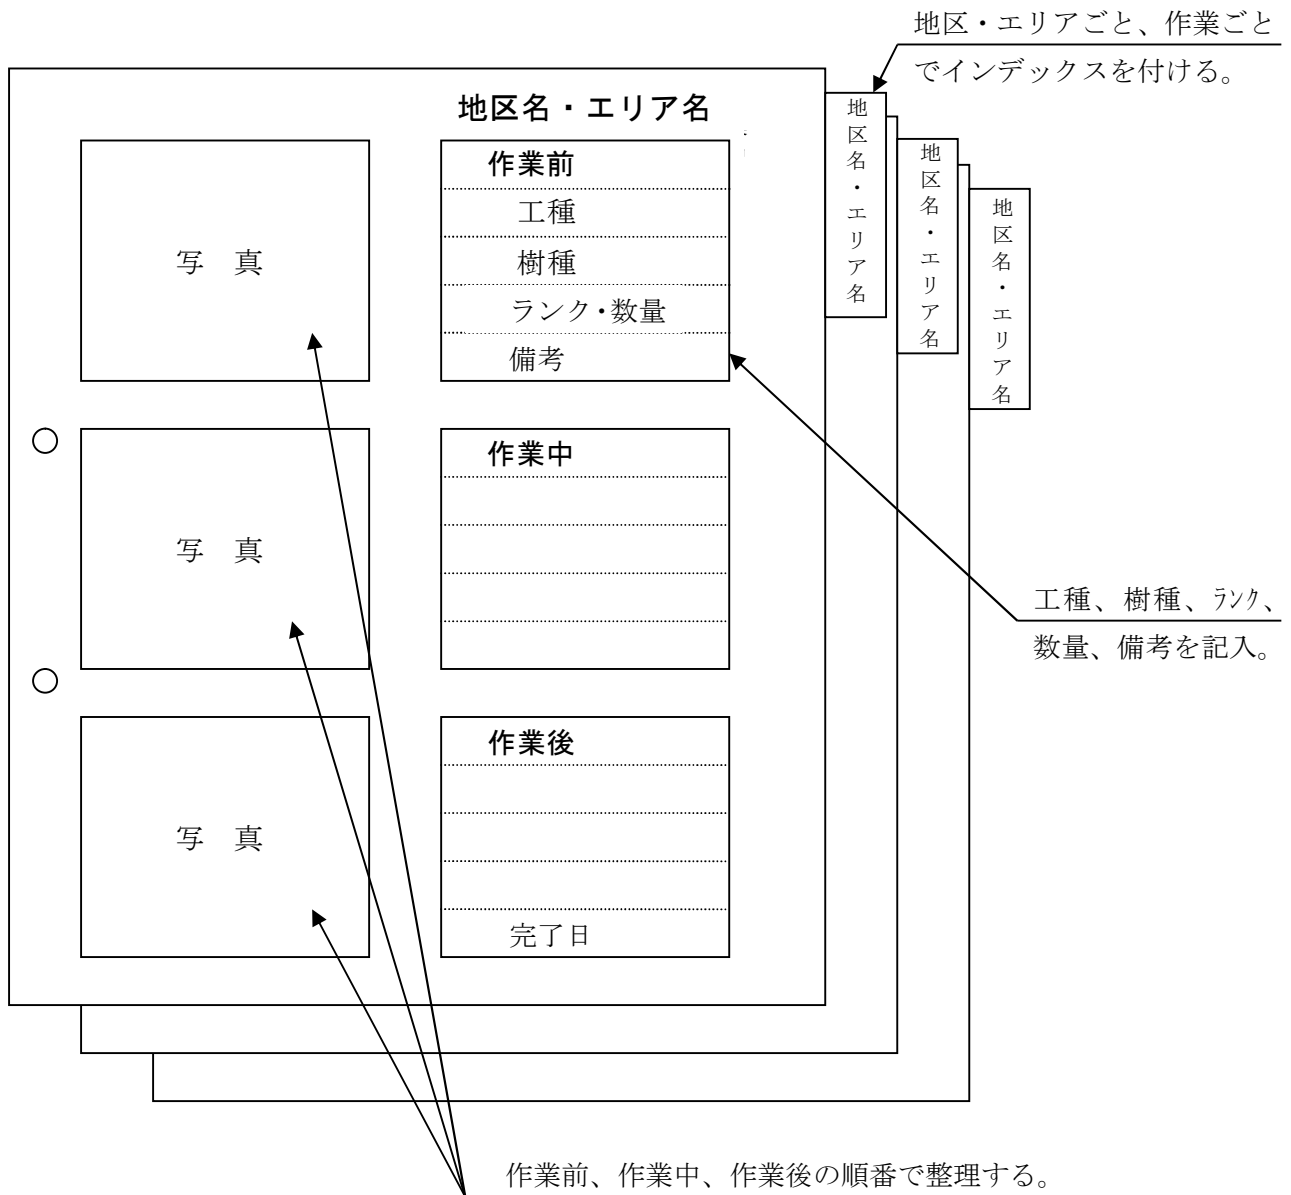 地区・エリアごと、作業ごと
でインデックスを付ける。
地区名・エリア名
地区名・エリア名
地区名・エリア名
地区名・エリア名
写　真
作業前
工種
樹種
ランク・数量
備考
写　真
作業中
工種、樹種、ﾗﾝｸ、
数量、備考を記入。
写　真
作業後
完了日
作業前、作業中、作業後の順番で整理する。